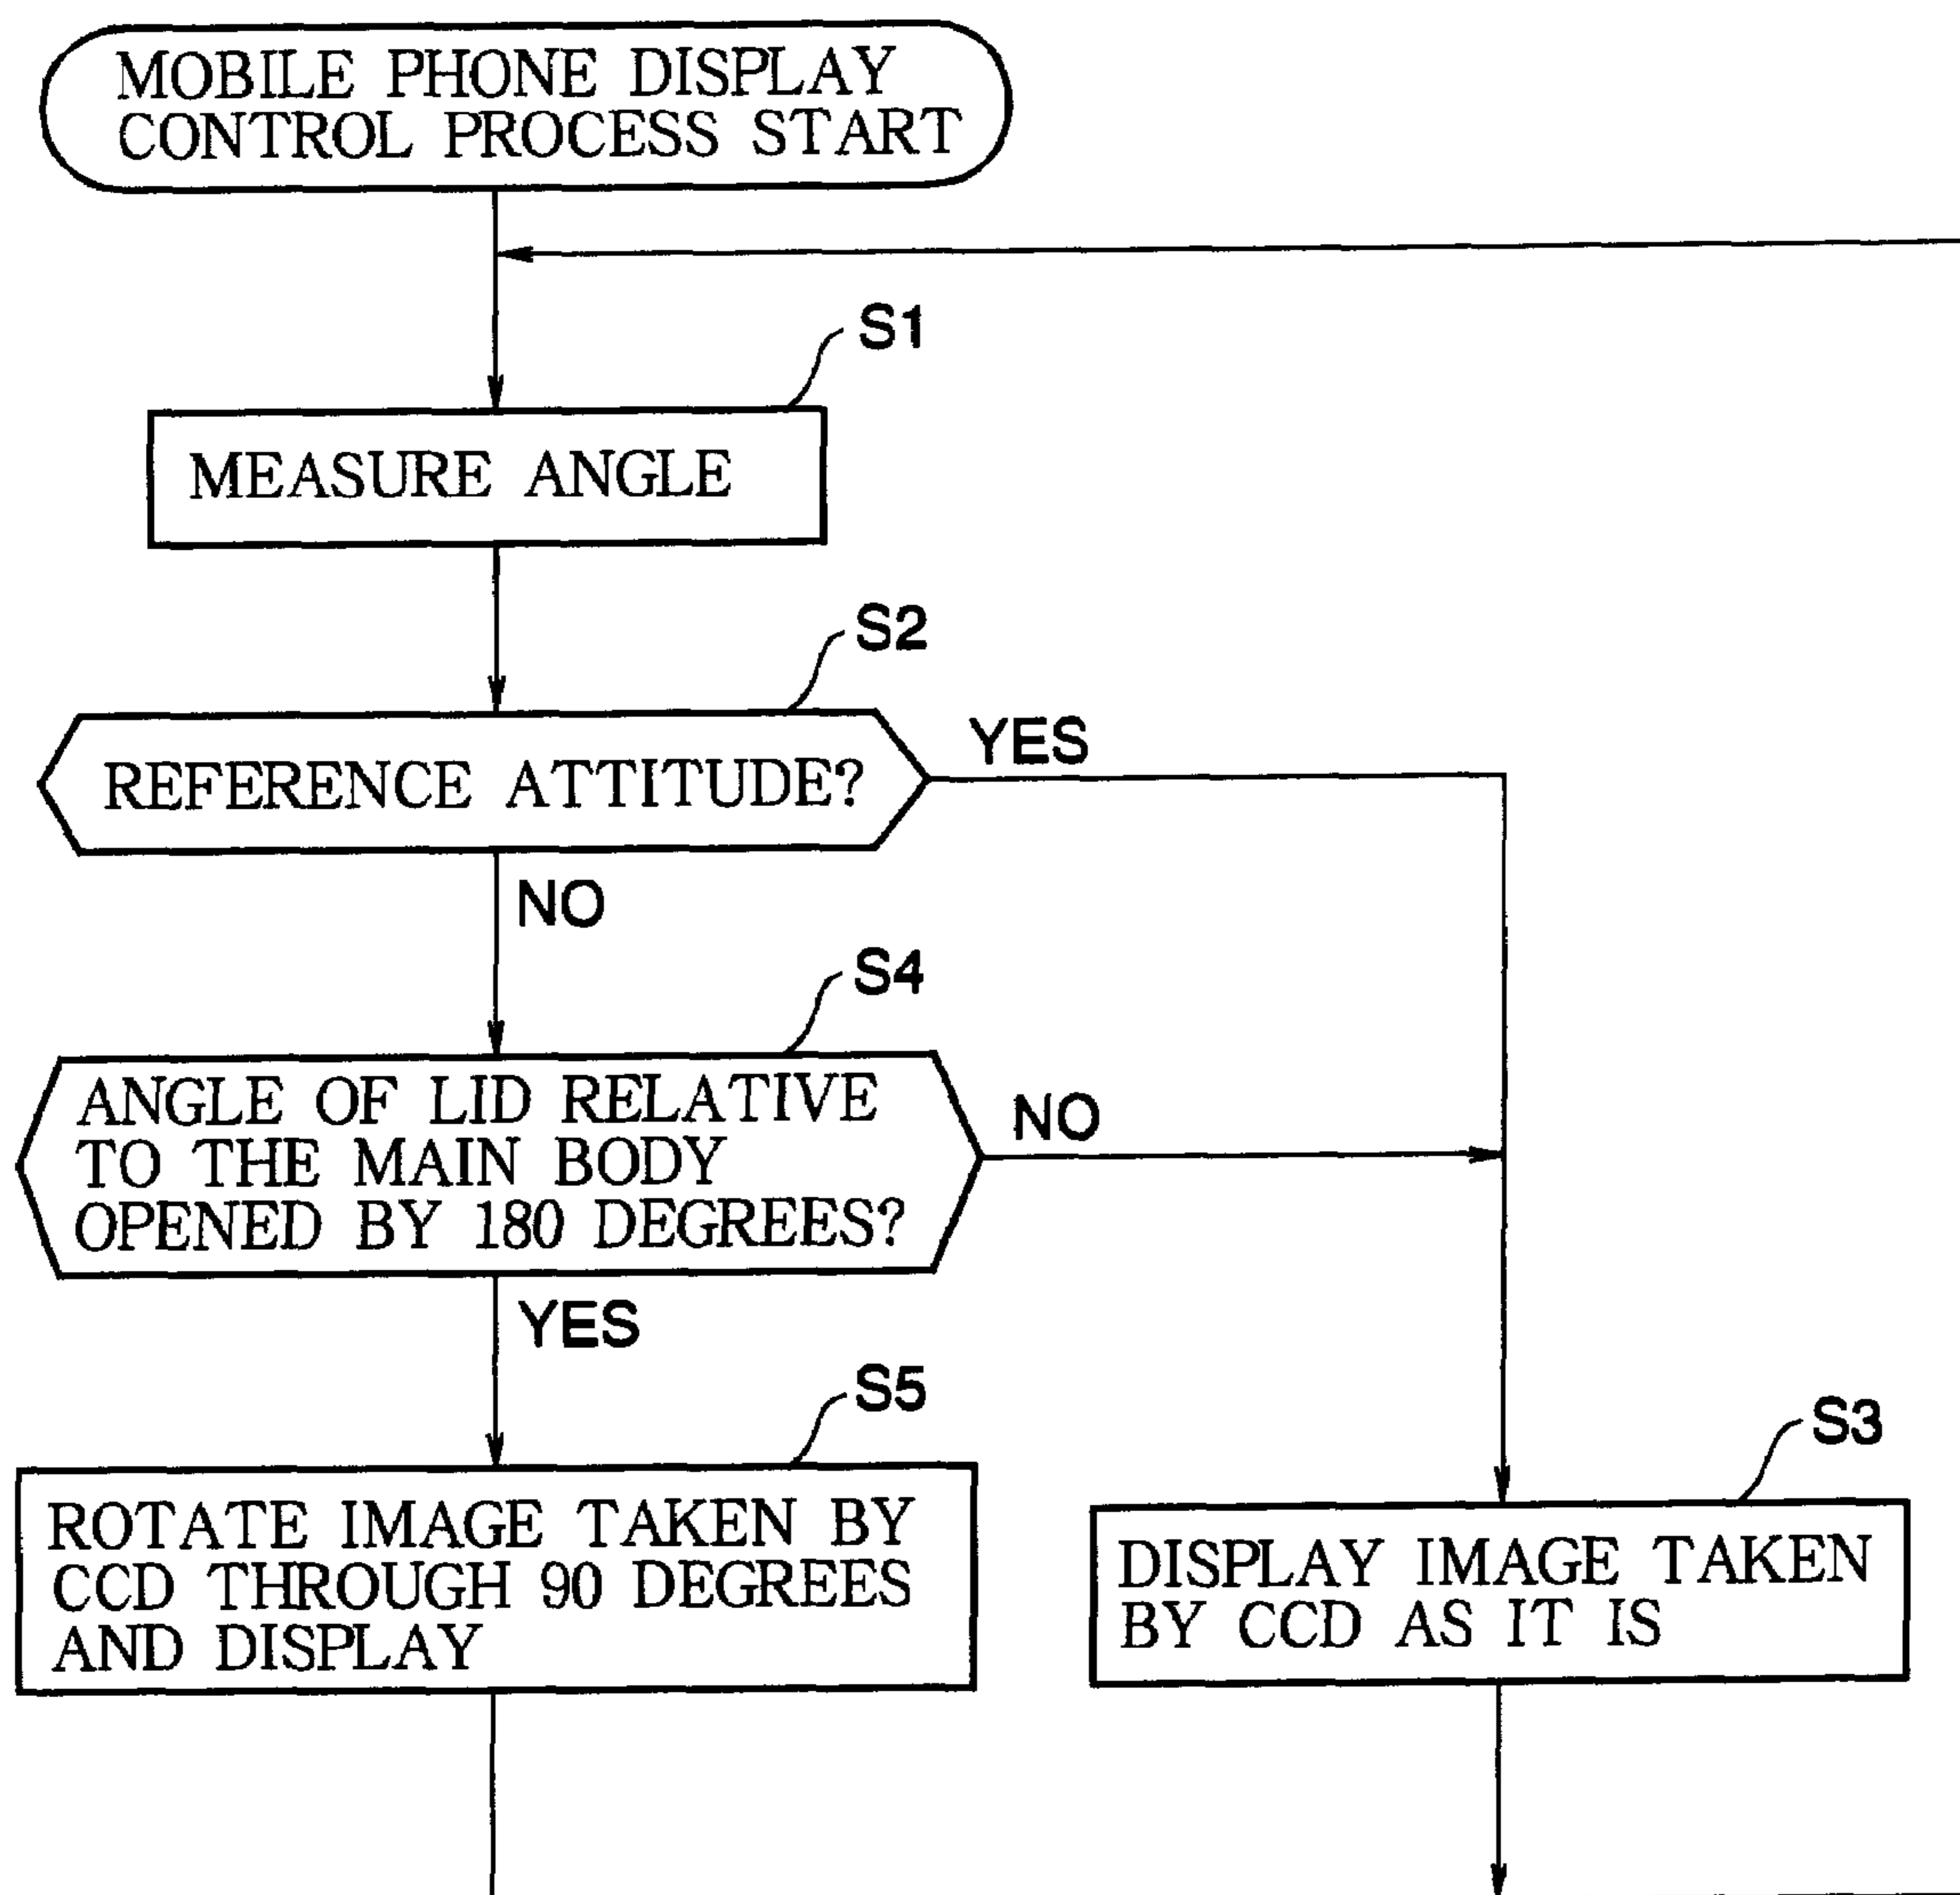 MOBILE PHONE DISPLAY
CONTROL PROCESS START
S1
MEASURE ANGLE
S2
REFERENCE ATTITUDE?
YES
NO
S4
ANGLE OF LID RELATIVE
TO THE MAIN BODY
OPENED BY 180 DEGREES?
NO
YES
S5
ROTATE IMAGE TAKEN BY
CCD THROUGH 90 DEGREES
AND DISPLAY
S3
DISPLAY IMAGE TAKEN
BY CCD AS IT IS